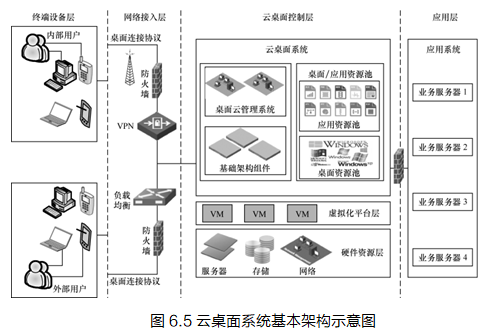 终端设备层
网络接入层
云桌面控制层
应用层
内部用户
桌面连接协议
防火墙
VPN
负载均衡
防火墙
桌面连接协议
外部用户
云桌面系统
桌面云管理系统
基础架构组件
桌面/应用资源池
应用资源池
WINDOWS
桌面资源池
VM
VM
VM
虚拟化平台层
服务器
存储
网络
硬件资源层
应用系统
业务服务器 1
业务服务器 2
业务服务器 3
业务服务器 4
图 6.5 云桌面系统基本架构示意图